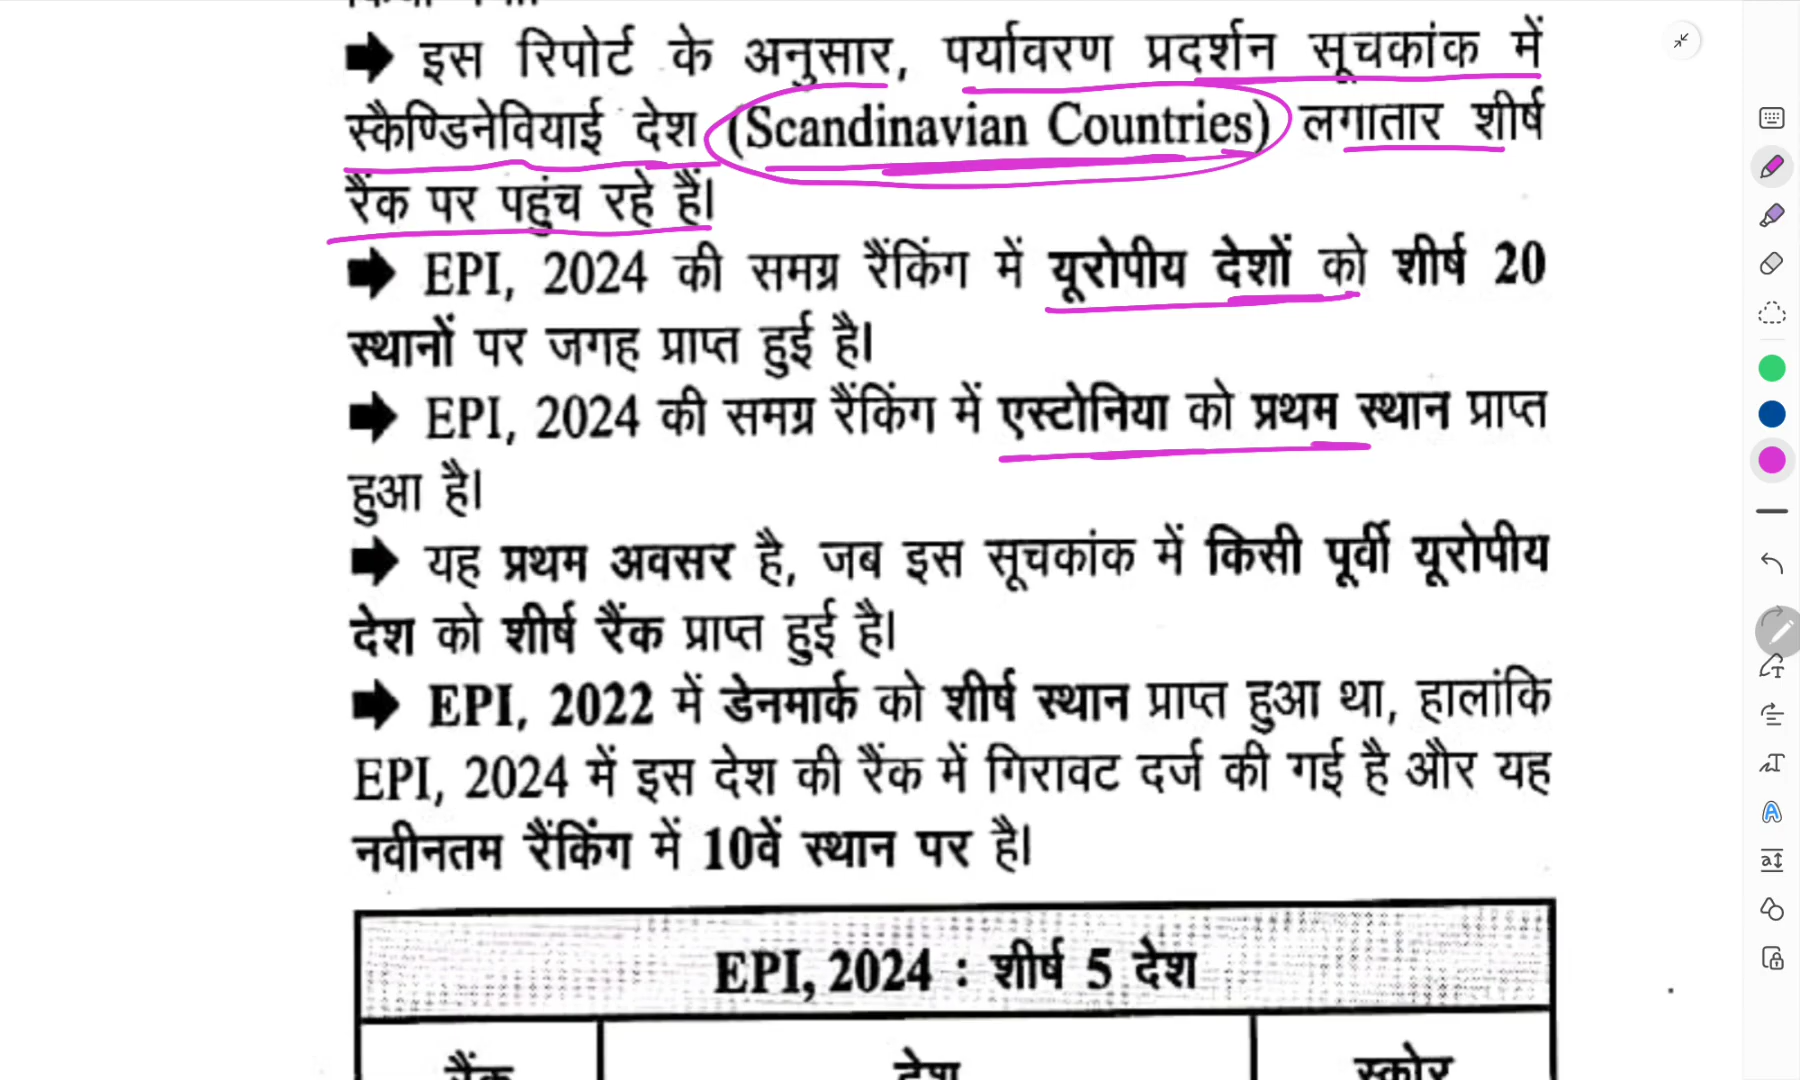 ➡ इस रिपोर्ट के अनुसार, पर्यावरण प्रदर्शन सूचकांक में
स्कैण्डिनेवियाई देश (Scandinavian Countries) लगातार शीर्ष
रैंक पर पहुंच रहे हैं।
➡ EPI, 2024 की समग्र रैंकिंग में यूरोपीय देशों को शीर्ष 20
स्थानों पर जगह प्राप्त हुई है।
➡ EPI, 2024 की समग्र रैंकिंग में एस्टोनिया को प्रथम स्थान प्राप्त
हुआ है।
➡ यह प्रथम अवसर है, जब इस सूचकांक में किसी पूर्वी यूरोपीय
देश को शीर्ष रैंक प्राप्त हुई है।
➡ EPI, 2022 में डेनमार्क को शीर्ष स्थान प्राप्त हुआ था, हालांकि
EPI, 2024 में इस देश की रैंक में गिरावट दर्ज की गई है और यह
नवीनतम रैंकिंग में 10वें स्थान पर है।
EPI, 2024 : शीर्ष 5 देश
रैंक देश स्कोर